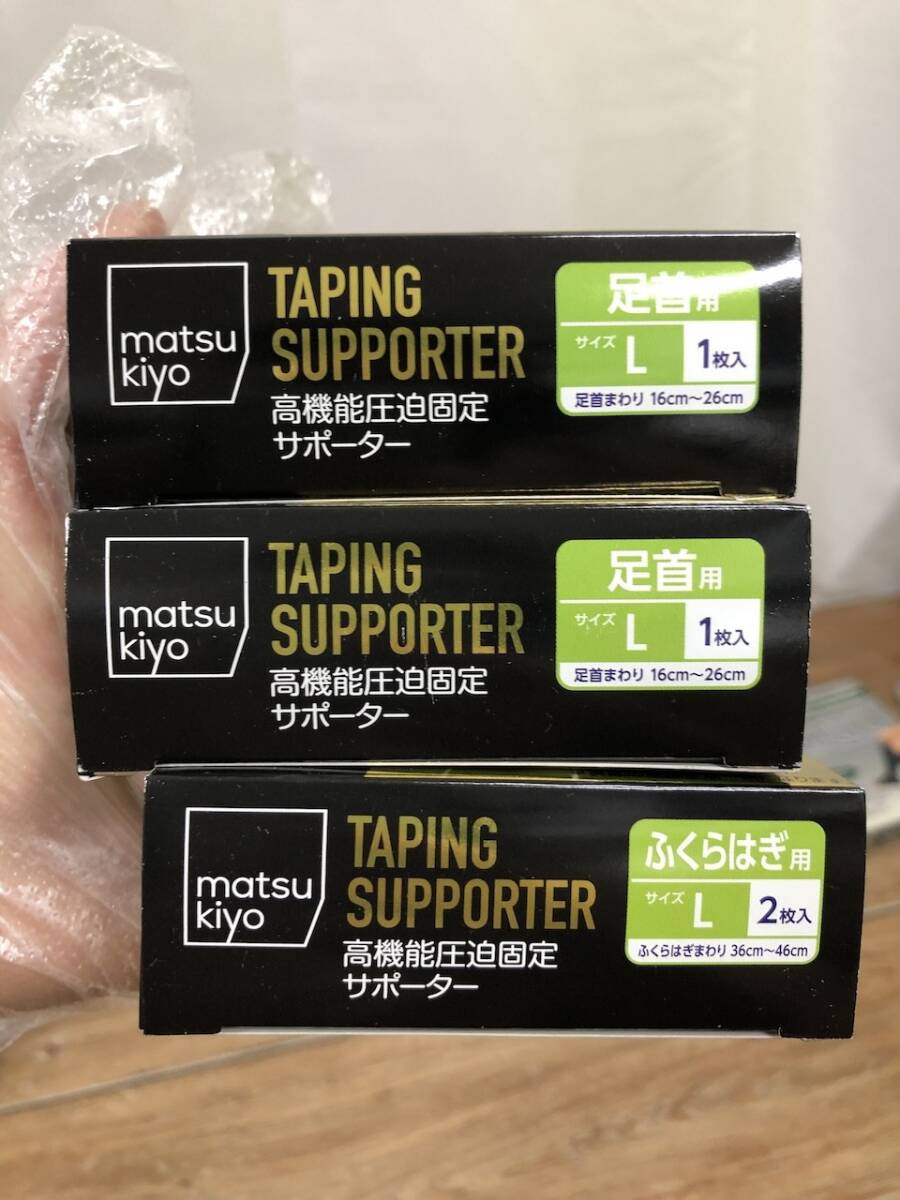 matsu
kiyo
TAPING
SUPPORTER
高機能圧迫固定
サポーター
足首用
サイズ L 1枚入
足首まわり 16cm～26cm
matsu
kiyo
TAPING
SUPPORTER
高機能圧迫固定
サポーター
足首用
サイズ L 1枚入
足首まわり 16cm～26cm
matsu
kiyo
TAPING
SUPPORTER
高機能圧迫固定
サポーター
ふくらはぎ用
サイズ L 2枚入
ふくらはぎまわり 36cm～46cm